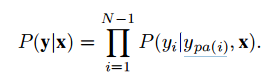 P(y|x) = ∏_{i=1}^{N−1} P(y_i|y_{pa(i)}, x).